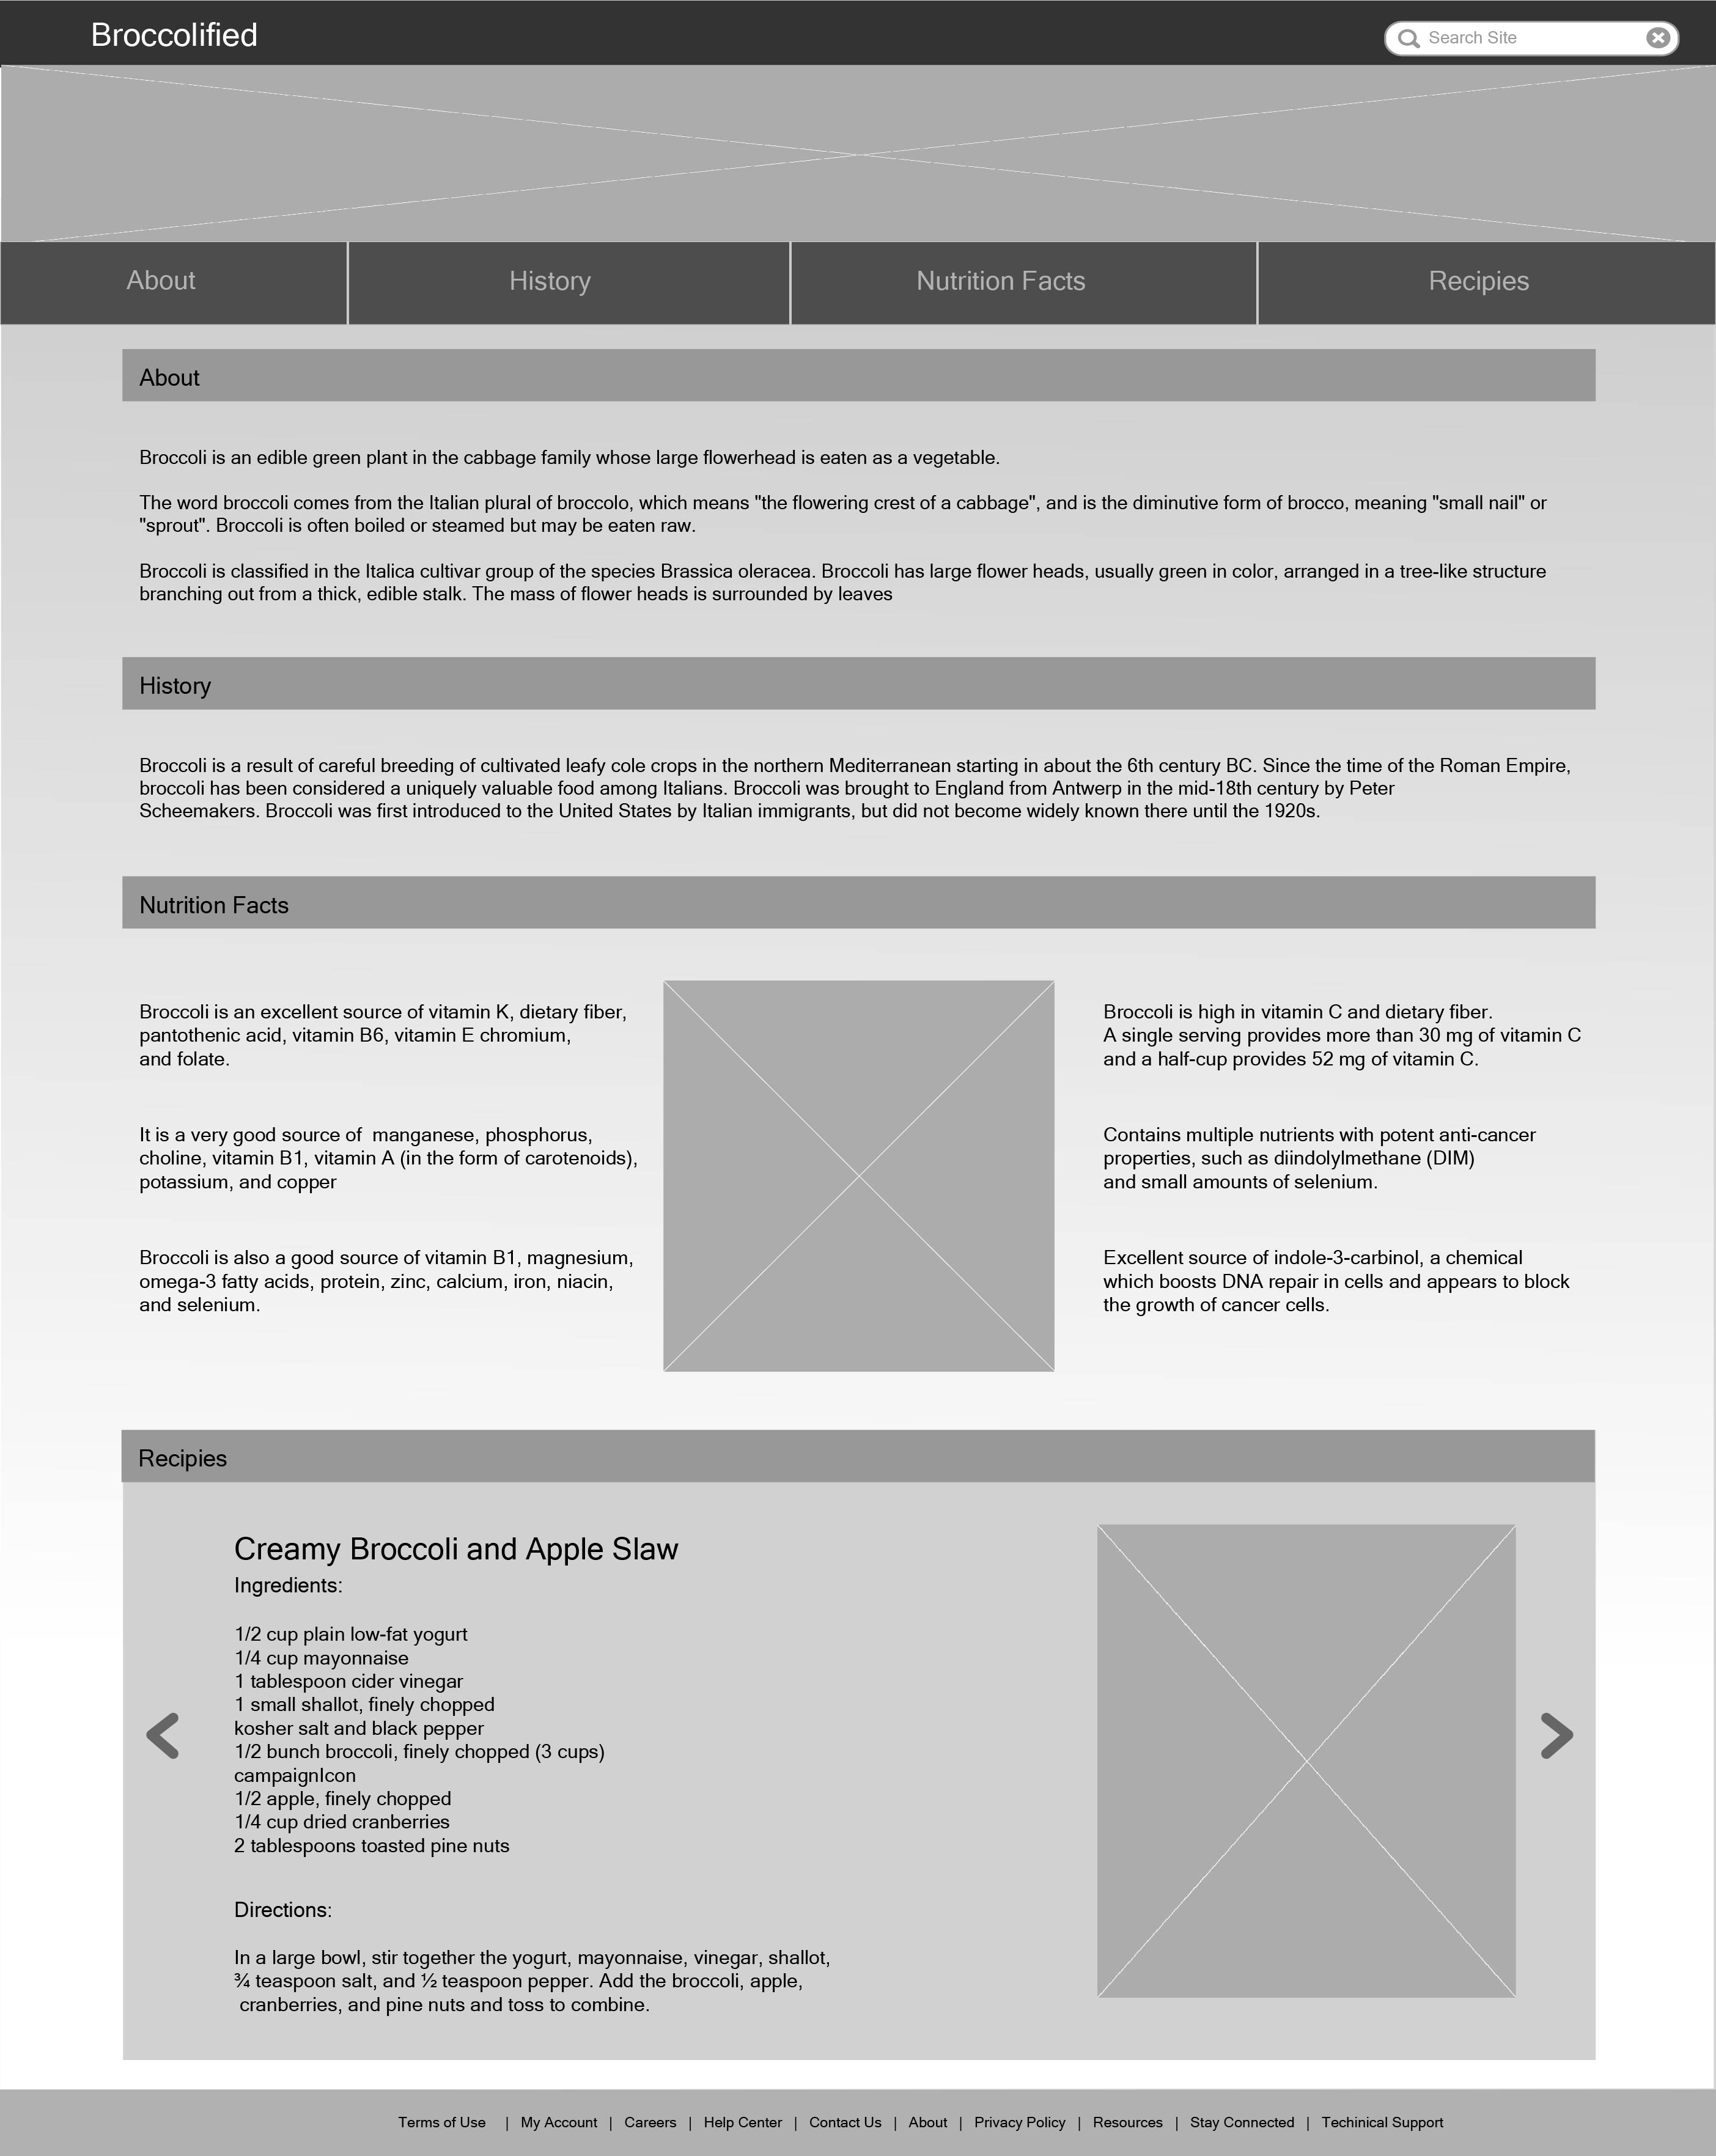 Broccolified
Search Site
About
History
Nutrition Facts
Recipies
About
Broccoli is an edible green plant in the cabbage family whose large flowerhead is eaten as a vegetable.
The word broccoli comes from the Italian plural of broccolo, which means "the flowering crest of a cabbage", and is the diminutive form of brocco, meaning "small nail" or
"sprout". Broccoli is often boiled or steamed but may be eaten raw.
Broccoli is classified in the Italica cultivar group of the species Brassica oleracea. Broccoli has large flower heads, usually green in color, arranged in a tree-like structure
branching out from a thick, edible stalk. The mass of flower heads is surrounded by leaves
History
Broccoli is a result of careful breeding of cultivated leafy cole crops in the northern Mediterranean starting in about the 6th century BC. Since the time of the Roman Empire,
broccoli has been considered a uniquely valuable food among Italians. Broccoli was brought to England from Antwerp in the mid-18th century by Peter
Scheemakers. Broccoli was first introduced to the United States by Italian immigrants, but did not become widely known there until the 1920s.
Nutrition Facts
Broccoli is an excellent source of vitamin K, dietary fiber,
pantothenic acid, vitamin B6, vitamin E chromium,
and folate.
It is a very good source of  manganese, phosphorus,
choline, vitamin B1, vitamin A (in the form of carotenoids),
potassium, and copper
Broccoli is also a good source of vitamin B1, magnesium,
omega-3 fatty acids, protein, zinc, calcium, iron, niacin,
and selenium.
Broccoli is high in vitamin C and dietary fiber.
A single serving provides more than 30 mg of vitamin C
and a half-cup provides 52 mg of vitamin C.
Contains multiple nutrients with potent anti-cancer
properties, such as diindolylmethane (DIM)
and small amounts of selenium.
Excellent source of indole-3-carbinol, a chemical
which boosts DNA repair in cells and appears to block
the growth of cancer cells.
Recipies
Creamy Broccoli and Apple Slaw
Ingredients:
1/2 cup plain low-fat yogurt
1/4 cup mayonnaise
1 tablespoon cider vinegar
1 small shallot, finely chopped
kosher salt and black pepper
1/2 bunch broccoli, finely chopped (3 cups)
campaignIcon
1/2 apple, finely chopped
1/4 cup dried cranberries
2 tablespoons toasted pine nuts
Directions:
In a large bowl, stir together the yogurt, mayonnaise, vinegar, shallot,
¾ teaspoon salt, and ½ teaspoon pepper. Add the broccoli, apple,
cranberries, and pine nuts and toss to combine.
Terms of Use | My Account | Careers | Help Center | Contact Us | About | Privacy Policy | Resources | Stay Connected | Techinical Support